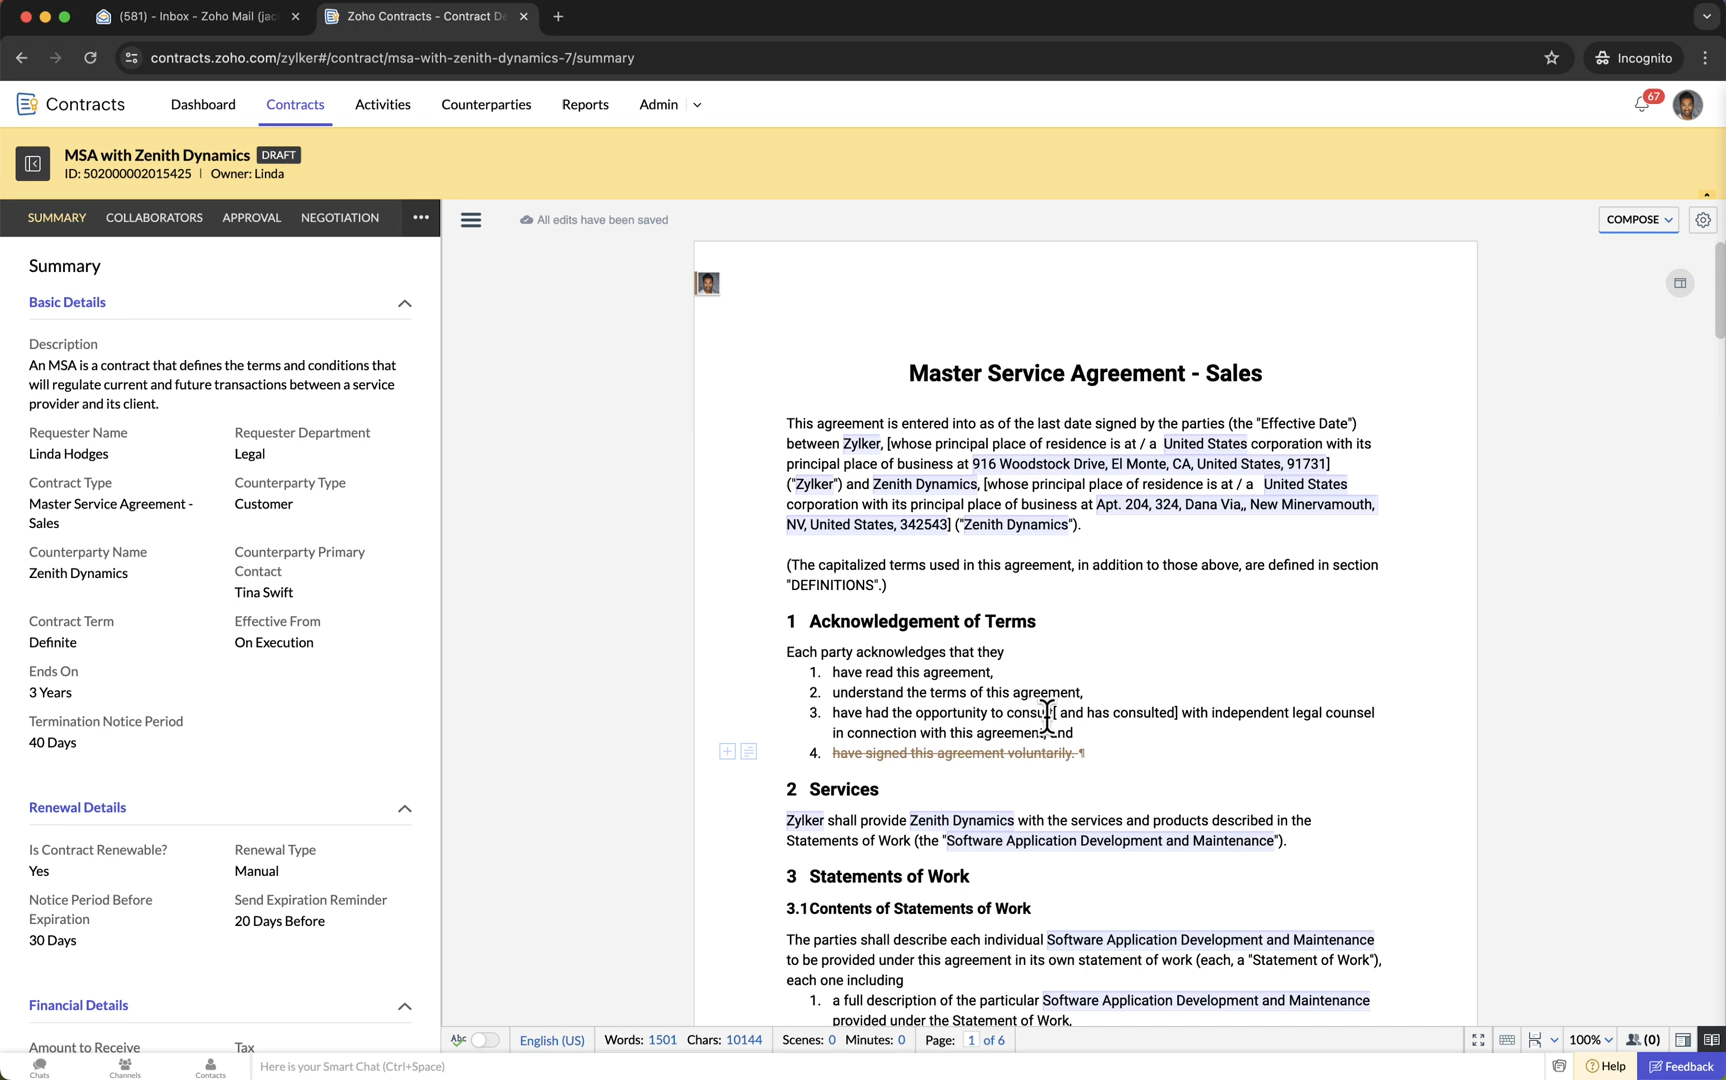 (581) - Inbox - Zoho Mail (jac
Zoho Contracts - Contract De
contracts.zoho.com/zylker#/contract/msa-with-zenith-dynamics-7/summary
Incognito
Contracts
Dashboard
Contracts
Activities
Counterparties
Reports
Admin
67
MSA with Zenith Dynamics DRAFT
ID: 502000002015425 | Owner: Linda
SUMMARY
COLLABORATORS
APPROVAL
NEGOTIATION
All edits have been saved
COMPOSE
Summary
Basic Details
Description
An MSA is a contract that defines the terms and conditions that
will regulate current and future transactions between a service
provider and its client.
Requester Name
Linda Hodges
Requester Department
Legal
Contract Type
Master Service Agreement -
Sales
Counterparty Type
Customer
Counterparty Name
Zenith Dynamics
Counterparty Primary
Contact
Tina Swift
Contract Term
Definite
Effective From
On Execution
Ends On
3 Years
Termination Notice Period
40 Days
Renewal Details
Is Contract Renewable?
Yes
Renewal Type
Manual
Notice Period Before
Expiration
30 Days
Send Expiration Reminder
20 Days Before
Financial Details
Amount to Receive
Tax
Master Service Agreement - Sales
This agreement is entered into as of the last date signed by the parties (the "Effective Date")
between Zylker, [whose principal place of residence is at / a United States corporation with its
principal place of business at 916 Woodstock Drive, El Monte, CA, United States, 91731]
("Zylker") and Zenith Dynamics, [whose principal place of residence is at / a United States
corporation with its principal place of business at Apt. 204, 324, Dana Via,, New Minervamouth,
NV, United States, 342543] ("Zenith Dynamics").
(The capitalized terms used in this agreement, in addition to those above, are defined in section
"DEFINITIONS".)
1 Acknowledgement of Terms
Each party acknowledges that they
1. have read this agreement,
2. understand the terms of this agreement,
3. have had the opportunity to consult[ and has consulted] with independent legal counsel
in connection with this agreement, and
4. have signed this agreement voluntarily. ¶
2 Services
Zylker shall provide Zenith Dynamics with the services and products described in the
Statements of Work (the "Software Application Development and Maintenance").
3 Statements of Work
3.1Contents of Statements of Work
The parties shall describe each individual Software Application Development and Maintenance
to be provided under this agreement in its own statement of work (each, a "Statement of Work"),
each one including
1. a full description of the particular Software Application Development and Maintenance
provided under the Statement of Work,
Abc
English (US)
Words: 1501 Chars: 10144
Scenes: 0 Minutes: 0
Page: 1 of 6
100%
(0)
Chats
Channels
Contacts
Here is your Smart Chat (Ctrl+Space)
Help
Feedback